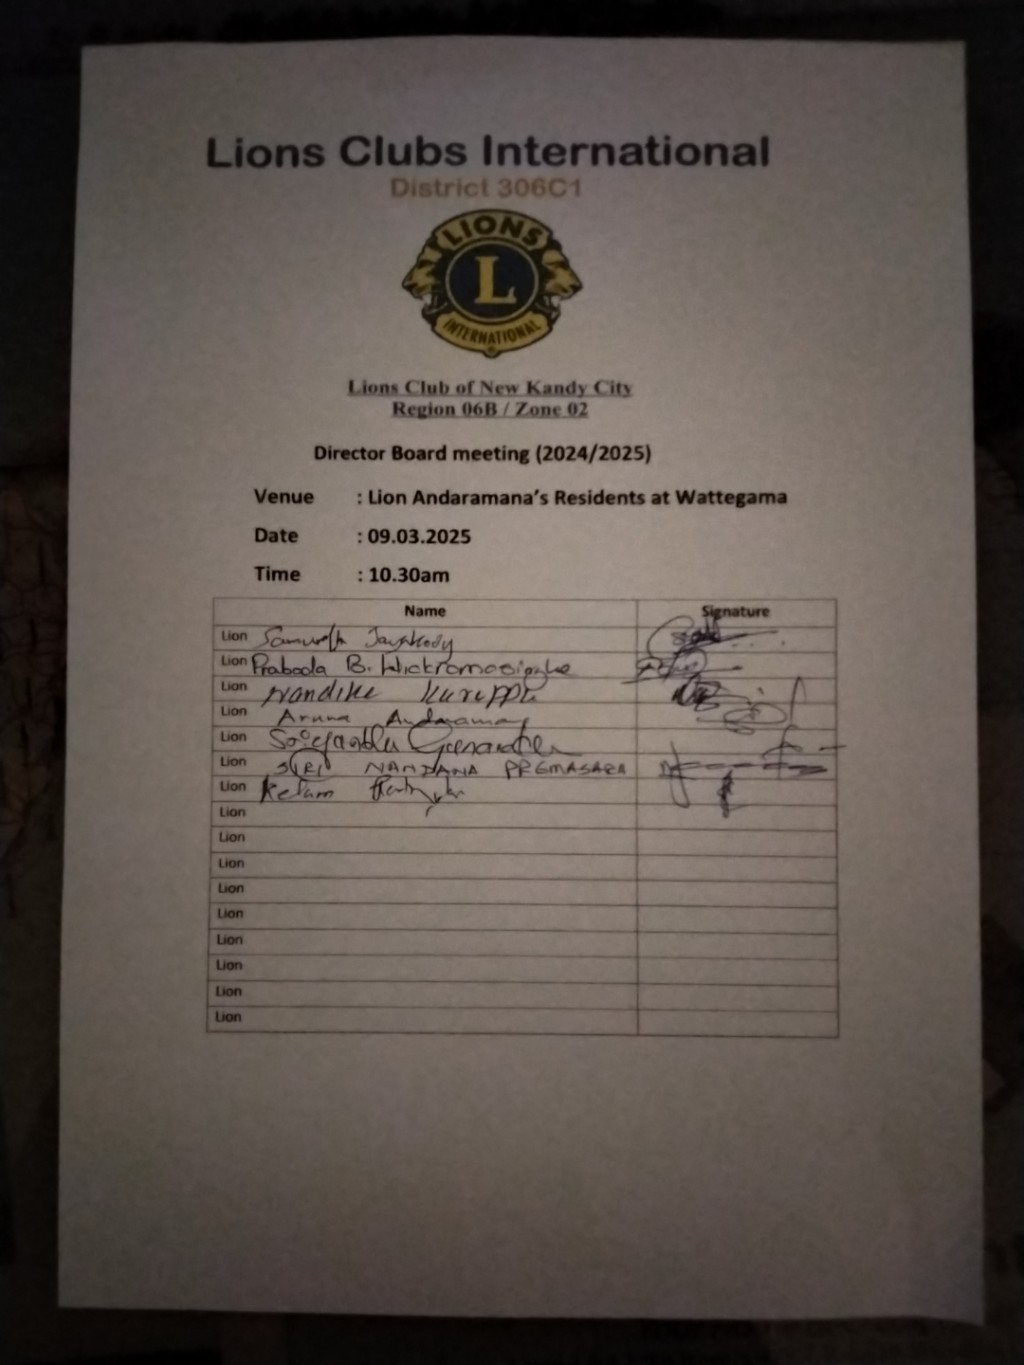 Lions Clubs International
District 306C1
LIONS
L
INTERNATIONAL
Lions Club of New Kandy City
Region 06B / Zone 02
Director Board meeting (2024/2025)
Venue : Lion Andaramana's Residents at Wattegama
Date : 09.03.2025
Time : 10.30am
Name Signature
Lion Jayakody
Lion Praboda B. Wickromasinghe
Lion Nandike Kuruppu
Lion Aruna
Lion
Lion SIRI NANDANA PREMASARA
Lion
Lion
Lion
Lion
Lion
Lion
Lion
Lion
Lion
Lion